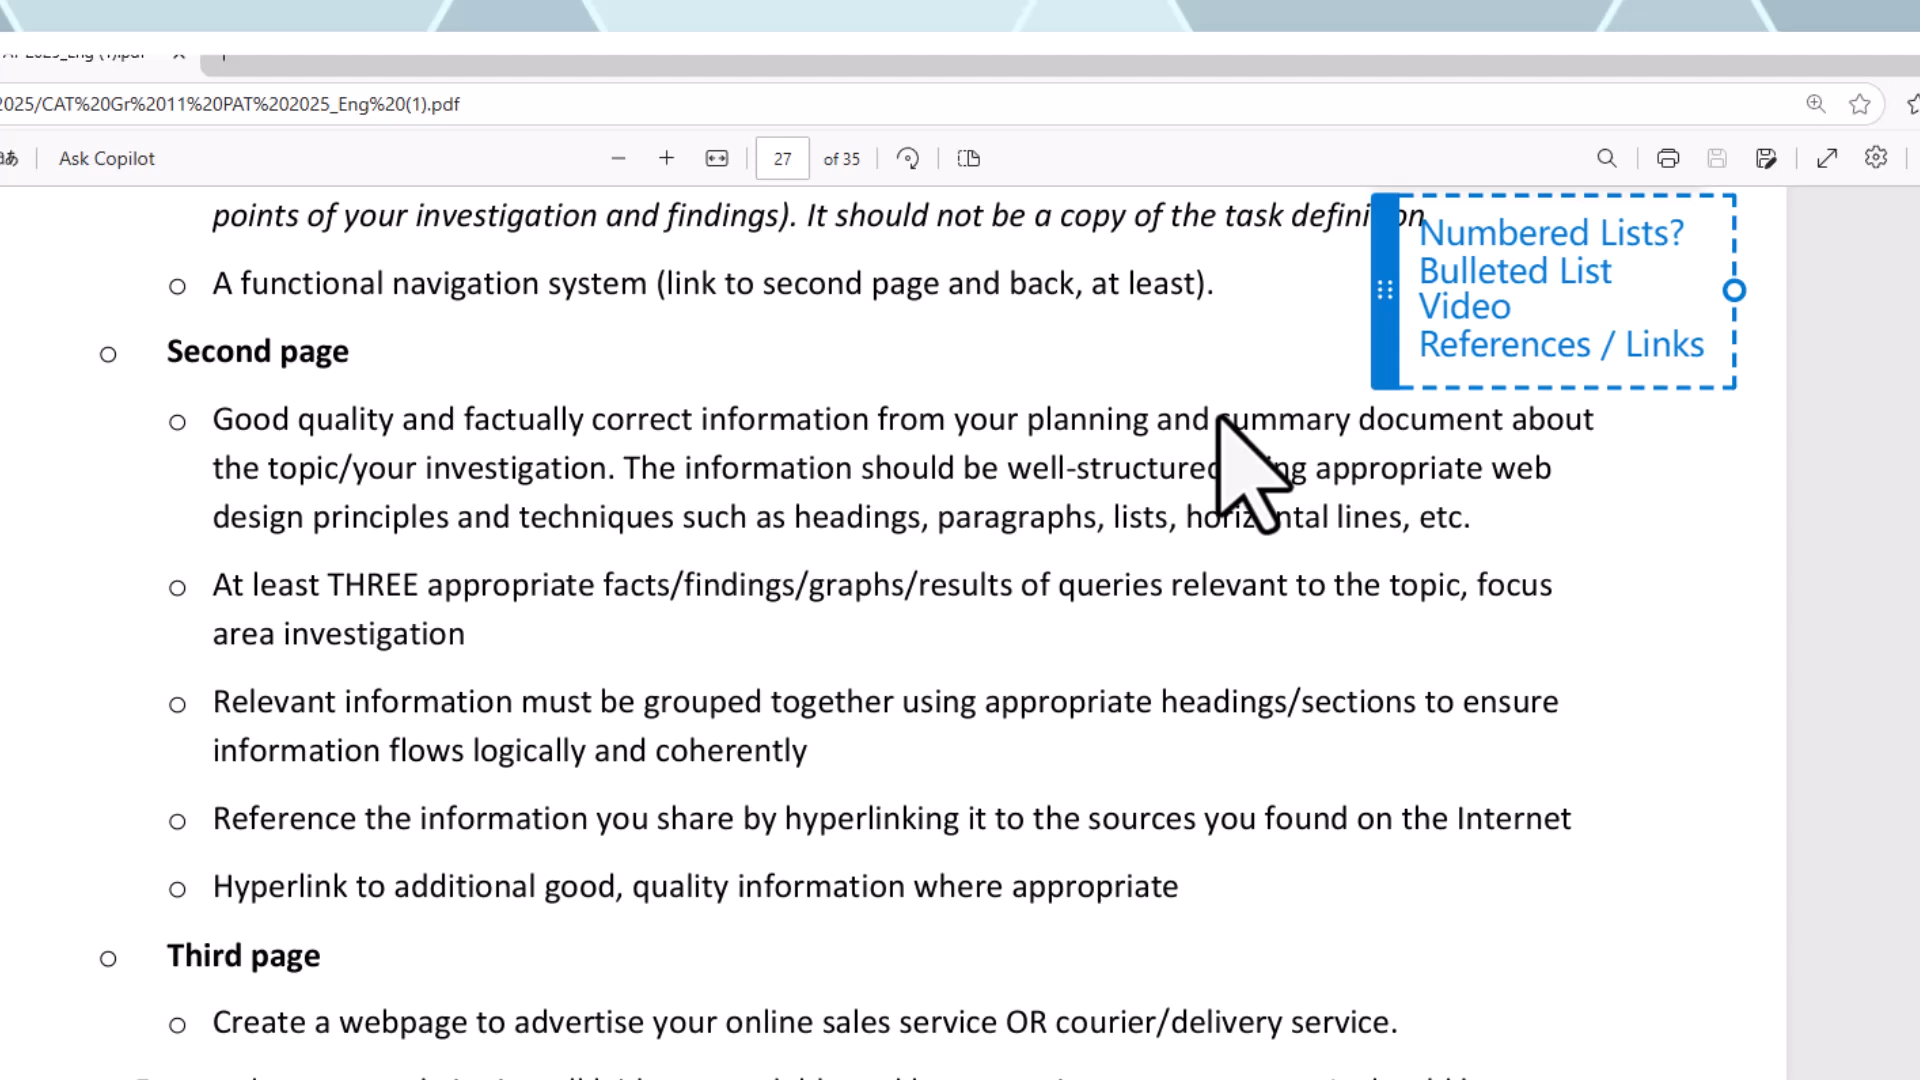 2025/CAT%20Gr%2011%20PAT%202025_Eng%20(1).pdf
Ask Copilot
27 of 35
points of your investigation and findings). It should not be a copy of the task
Numbered Lists?
Bulleted List
Video
References / Links
o A functional navigation system (link to second page and back, at least).
o Second page
o Good quality and factually correct information from your planning and summary document about
the topic/your investigation. The information should be well-structured appropriate web
design principles and techniques such as headings, paragraphs, lists, horizontal lines, etc.
o At least THREE appropriate facts/findings/graphs/results of queries relevant to the topic, focus
area investigation
o Relevant information must be grouped together using appropriate headings/sections to ensure
information flows logically and coherently
o Reference the information you share by hyperlinking it to the sources you found on the Internet
o Hyperlink to additional good, quality information where appropriate
o Third page
o Create a webpage to advertise your online sales service OR courier/delivery service.